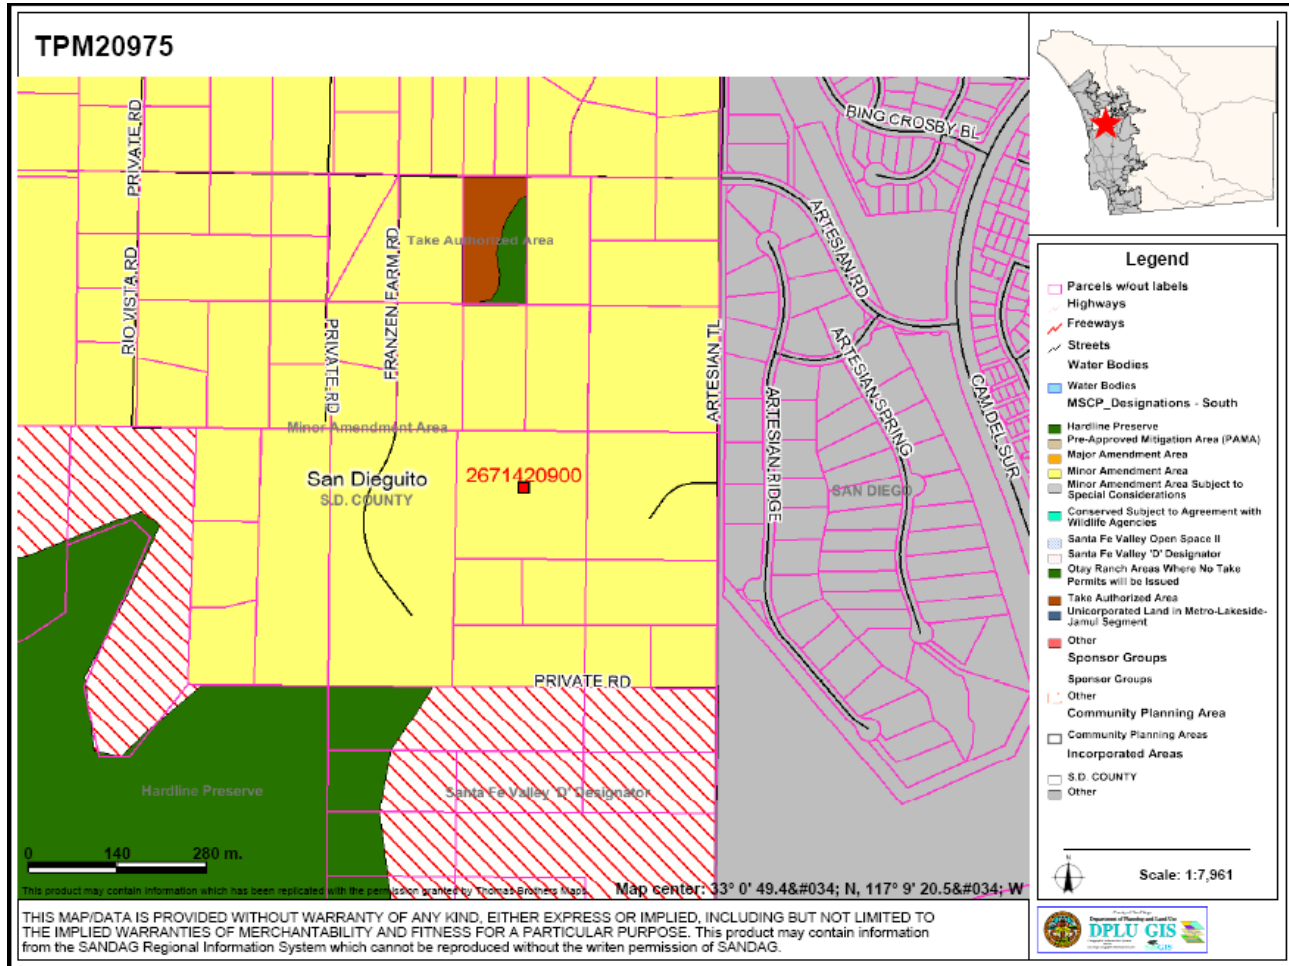 TPM20975
PRIVATE RD
BING CROSBY BL
ARTESIAN RD
RIO VISTA RD
FRANZEN FARM RD
Take Authorized Area
PRIVATE RD
ARTESIAN TL
ARTESIAN RIDGE
ARTESIAN SPRING
CAM DEL SUR
Minor Amendment Area
San Dieguito
S.D. COUNTY
2671420900
SAN DIEGO
PRIVATE RD
Hardline Preserve
Santa Fe Valley 'D' Designator
0 140 280 m.
This product may contain information which has been replicated with the permission granted by Thomas Brothers Maps.
Map center: 33° 0' 49.4&#034; N, 117° 9' 20.5&#034; W
Legend
Parcels w/out labels
Highways
Freeways
Streets
Water Bodies
Water Bodies
MSCP_Designations - South
Hardline Preserve
Pre-Approved Mitigation Area (PAMA)
Major Amendment Area
Minor Amendment Area
Minor Amendment Area Subject to
Special Considerations
Conserved Subject to Agreement with
Wildlife Agencies
Santa Fe Valley Open Space II
Santa Fe Valley 'D' Designator
Otay Ranch Areas Where No Take
Permits will be Issued
Take Authorized Area
Unicorporated Land in Metro-Lakeside-
Jamul Segment
Other
Sponsor Groups
Sponsor Groups
Other
Community Planning Area
Community Planning Areas
Incorporated Areas
S.D. COUNTY
Other
N
Scale: 1:7,961
THIS MAP/DATA IS PROVIDED WITHOUT WARRANTY OF ANY KIND, EITHER EXPRESS OR IMPLIED, INCLUDING BUT NOT LIMITED TO
THE IMPLIED WARRANTIES OF MERCHANTABILITY AND FITNESS FOR A PARTICULAR PURPOSE. This product may contain information
from the SANDAG Regional Information System which cannot be reproduced without the writen permission of SANDAG.
Department of Planning and Land Use
DPLU GIS